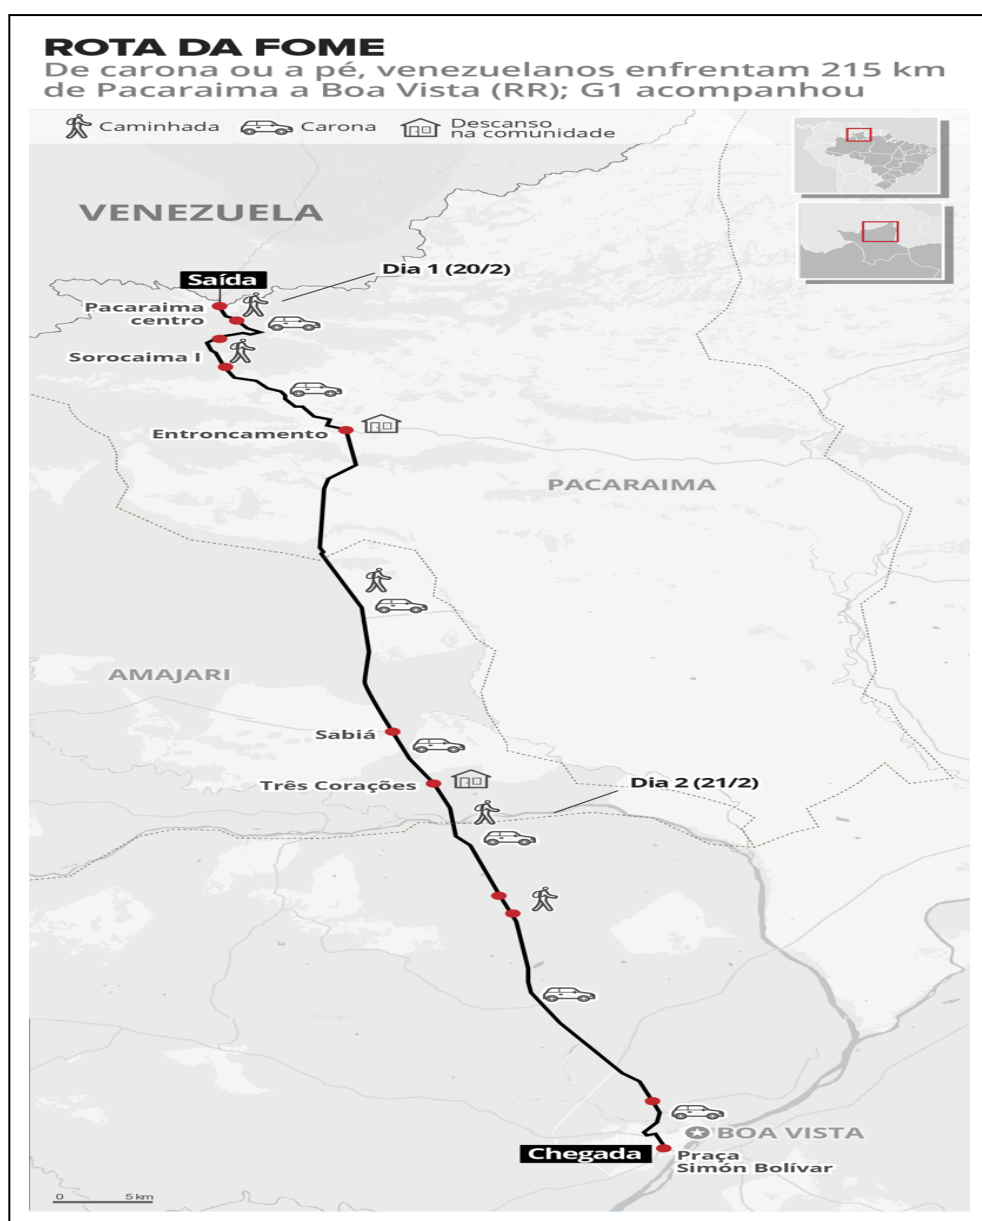 ROTA DA FOME
De carona ou a pé, venezuelanos enfrentam 215 km
de Pacaraima a Boa Vista (RR); G1 acompanhou
Caminhada
Carona
Descanso
na comunidade
VENEZUELA
Saída
Dia 1 (20/2)
Pacaraima
centro
Sorocaima I
Entroncamento
PACARAIMA
AMAJARI
Sabiá
Três Corações
Dia 2 (21/2)
BOA VISTA
Chegada
Praça
Simón Bolívar
0 5 km